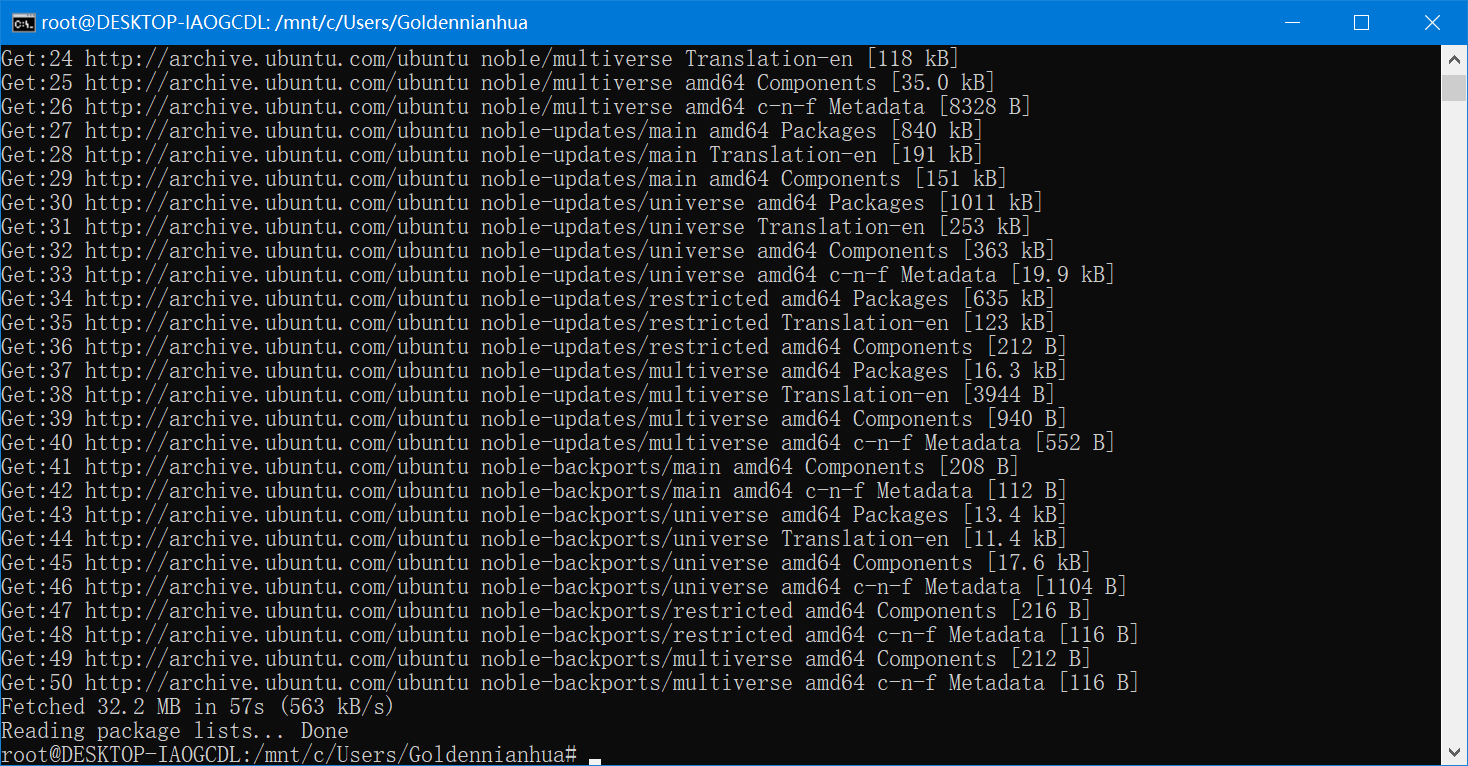 root@DESKTOP-IAOGCDL: /mnt/c/Users/Goldennianhua
Get:24 http://archive.ubuntu.com/ubuntu noble/multiverse Translation-en [118 kB]
Get:25 http://archive.ubuntu.com/ubuntu noble/multiverse amd64 Components [35.0 kB]
Get:26 http://archive.ubuntu.com/ubuntu noble/multiverse amd64 c-n-f Metadata [8328 B]
Get:27 http://archive.ubuntu.com/ubuntu noble-updates/main amd64 Packages [840 kB]
Get:28 http://archive.ubuntu.com/ubuntu noble-updates/main Translation-en [191 kB]
Get:29 http://archive.ubuntu.com/ubuntu noble-updates/main amd64 Components [151 kB]
Get:30 http://archive.ubuntu.com/ubuntu noble-updates/universe amd64 Packages [1011 kB]
Get:31 http://archive.ubuntu.com/ubuntu noble-updates/universe Translation-en [253 kB]
Get:32 http://archive.ubuntu.com/ubuntu noble-updates/universe amd64 Components [363 kB]
Get:33 http://archive.ubuntu.com/ubuntu noble-updates/universe amd64 c-n-f Metadata [19.9 kB]
Get:34 http://archive.ubuntu.com/ubuntu noble-updates/restricted amd64 Packages [635 kB]
Get:35 http://archive.ubuntu.com/ubuntu noble-updates/restricted Translation-en [123 kB]
Get:36 http://archive.ubuntu.com/ubuntu noble-updates/restricted amd64 Components [212 B]
Get:37 http://archive.ubuntu.com/ubuntu noble-updates/multiverse amd64 Packages [16.3 kB]
Get:38 http://archive.ubuntu.com/ubuntu noble-updates/multiverse Translation-en [3944 B]
Get:39 http://archive.ubuntu.com/ubuntu noble-updates/multiverse amd64 Components [940 B]
Get:40 http://archive.ubuntu.com/ubuntu noble-updates/multiverse amd64 c-n-f Metadata [552 B]
Get:41 http://archive.ubuntu.com/ubuntu noble-backports/main amd64 Components [208 B]
Get:42 http://archive.ubuntu.com/ubuntu noble-backports/main amd64 c-n-f Metadata [112 B]
Get:43 http://archive.ubuntu.com/ubuntu noble-backports/universe amd64 Packages [13.4 kB]
Get:44 http://archive.ubuntu.com/ubuntu noble-backports/universe Translation-en [11.4 kB]
Get:45 http://archive.ubuntu.com/ubuntu noble-backports/universe amd64 Components [17.6 kB]
Get:46 http://archive.ubuntu.com/ubuntu noble-backports/universe amd64 c-n-f Metadata [1104 B]
Get:47 http://archive.ubuntu.com/ubuntu noble-backports/restricted amd64 Components [216 B]
Get:48 http://archive.ubuntu.com/ubuntu noble-backports/restricted amd64 c-n-f Metadata [116 B]
Get:49 http://archive.ubuntu.com/ubuntu noble-backports/multiverse amd64 Components [212 B]
Get:50 http://archive.ubuntu.com/ubuntu noble-backports/multiverse amd64 c-n-f Metadata [116 B]
Fetched 32.2 MB in 57s (563 kB/s)
Reading package lists... Done
root@DESKTOP-IAOGCDL:/mnt/c/Users/Goldennianhua#